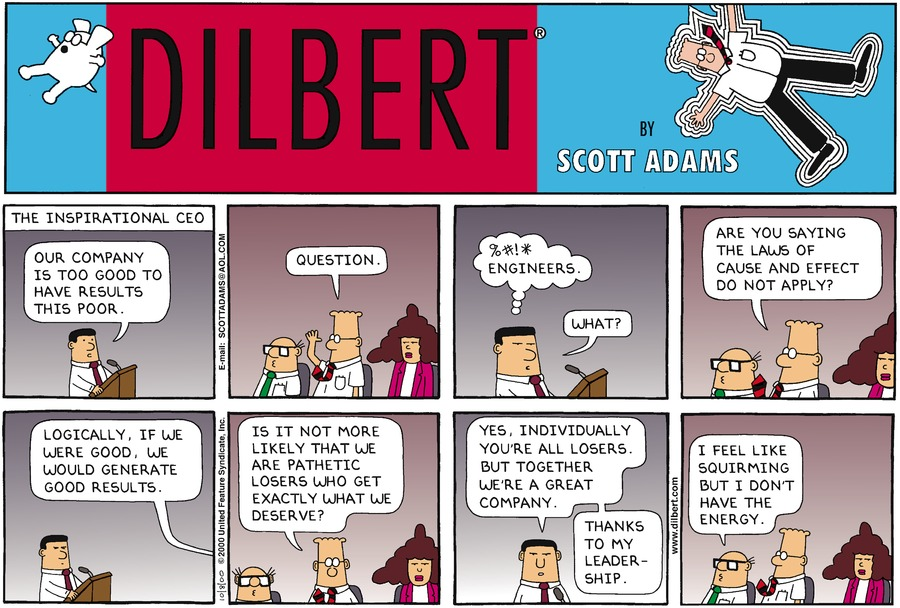 DILBERT®
BY
SCOTT ADAMS
THE INSPIRATIONAL CEO
OUR COMPANY
IS TOO GOOD TO
HAVE RESULTS
THIS POOR.
E-mail: SCOTTADAMS@AOL.COM
QUESTION.
%#!*
ENGINEERS.
WHAT?
ARE YOU SAYING
THE LAWS OF
CAUSE AND EFFECT
DO NOT APPLY?
LOGICALLY, IF WE
WERE GOOD, WE
WOULD GENERATE
GOOD RESULTS.
10/8/00 © 2000 United Feature Syndicate, Inc.
IS IT NOT MORE
LIKELY THAT WE
ARE PATHETIC
LOSERS WHO GET
EXACTLY WHAT WE
DESERVE?
YES, INDIVIDUALLY
YOU'RE ALL LOSERS.
BUT TOGETHER
WE'RE A GREAT
COMPANY.
THANKS
TO MY
LEADER-
SHIP.
www.dilbert.com
I FEEL LIKE
SQUIRMING
BUT I DON'T
HAVE THE
ENERGY.